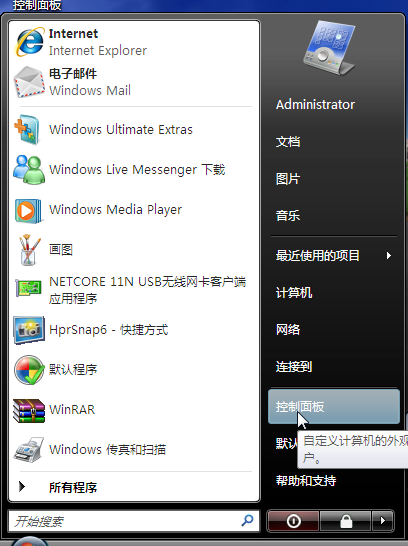 控制面板
Internet
Internet Explorer
电子邮件
Windows Mail
Windows Ultimate Extras
Windows Live Messenger 下载
Windows Media Player
画图
NETCORE 11N USB无线网卡客户端
应用程序
HprSnap6 - 快捷方式
默认程序
WinRAR
Windows 传真和扫描
所有程序
开始搜索
Administrator
文档
图片
音乐
最近使用的项目
计算机
网络
连接到
控制面板
自定义计算机的外观
户。
默认
帮助和支持